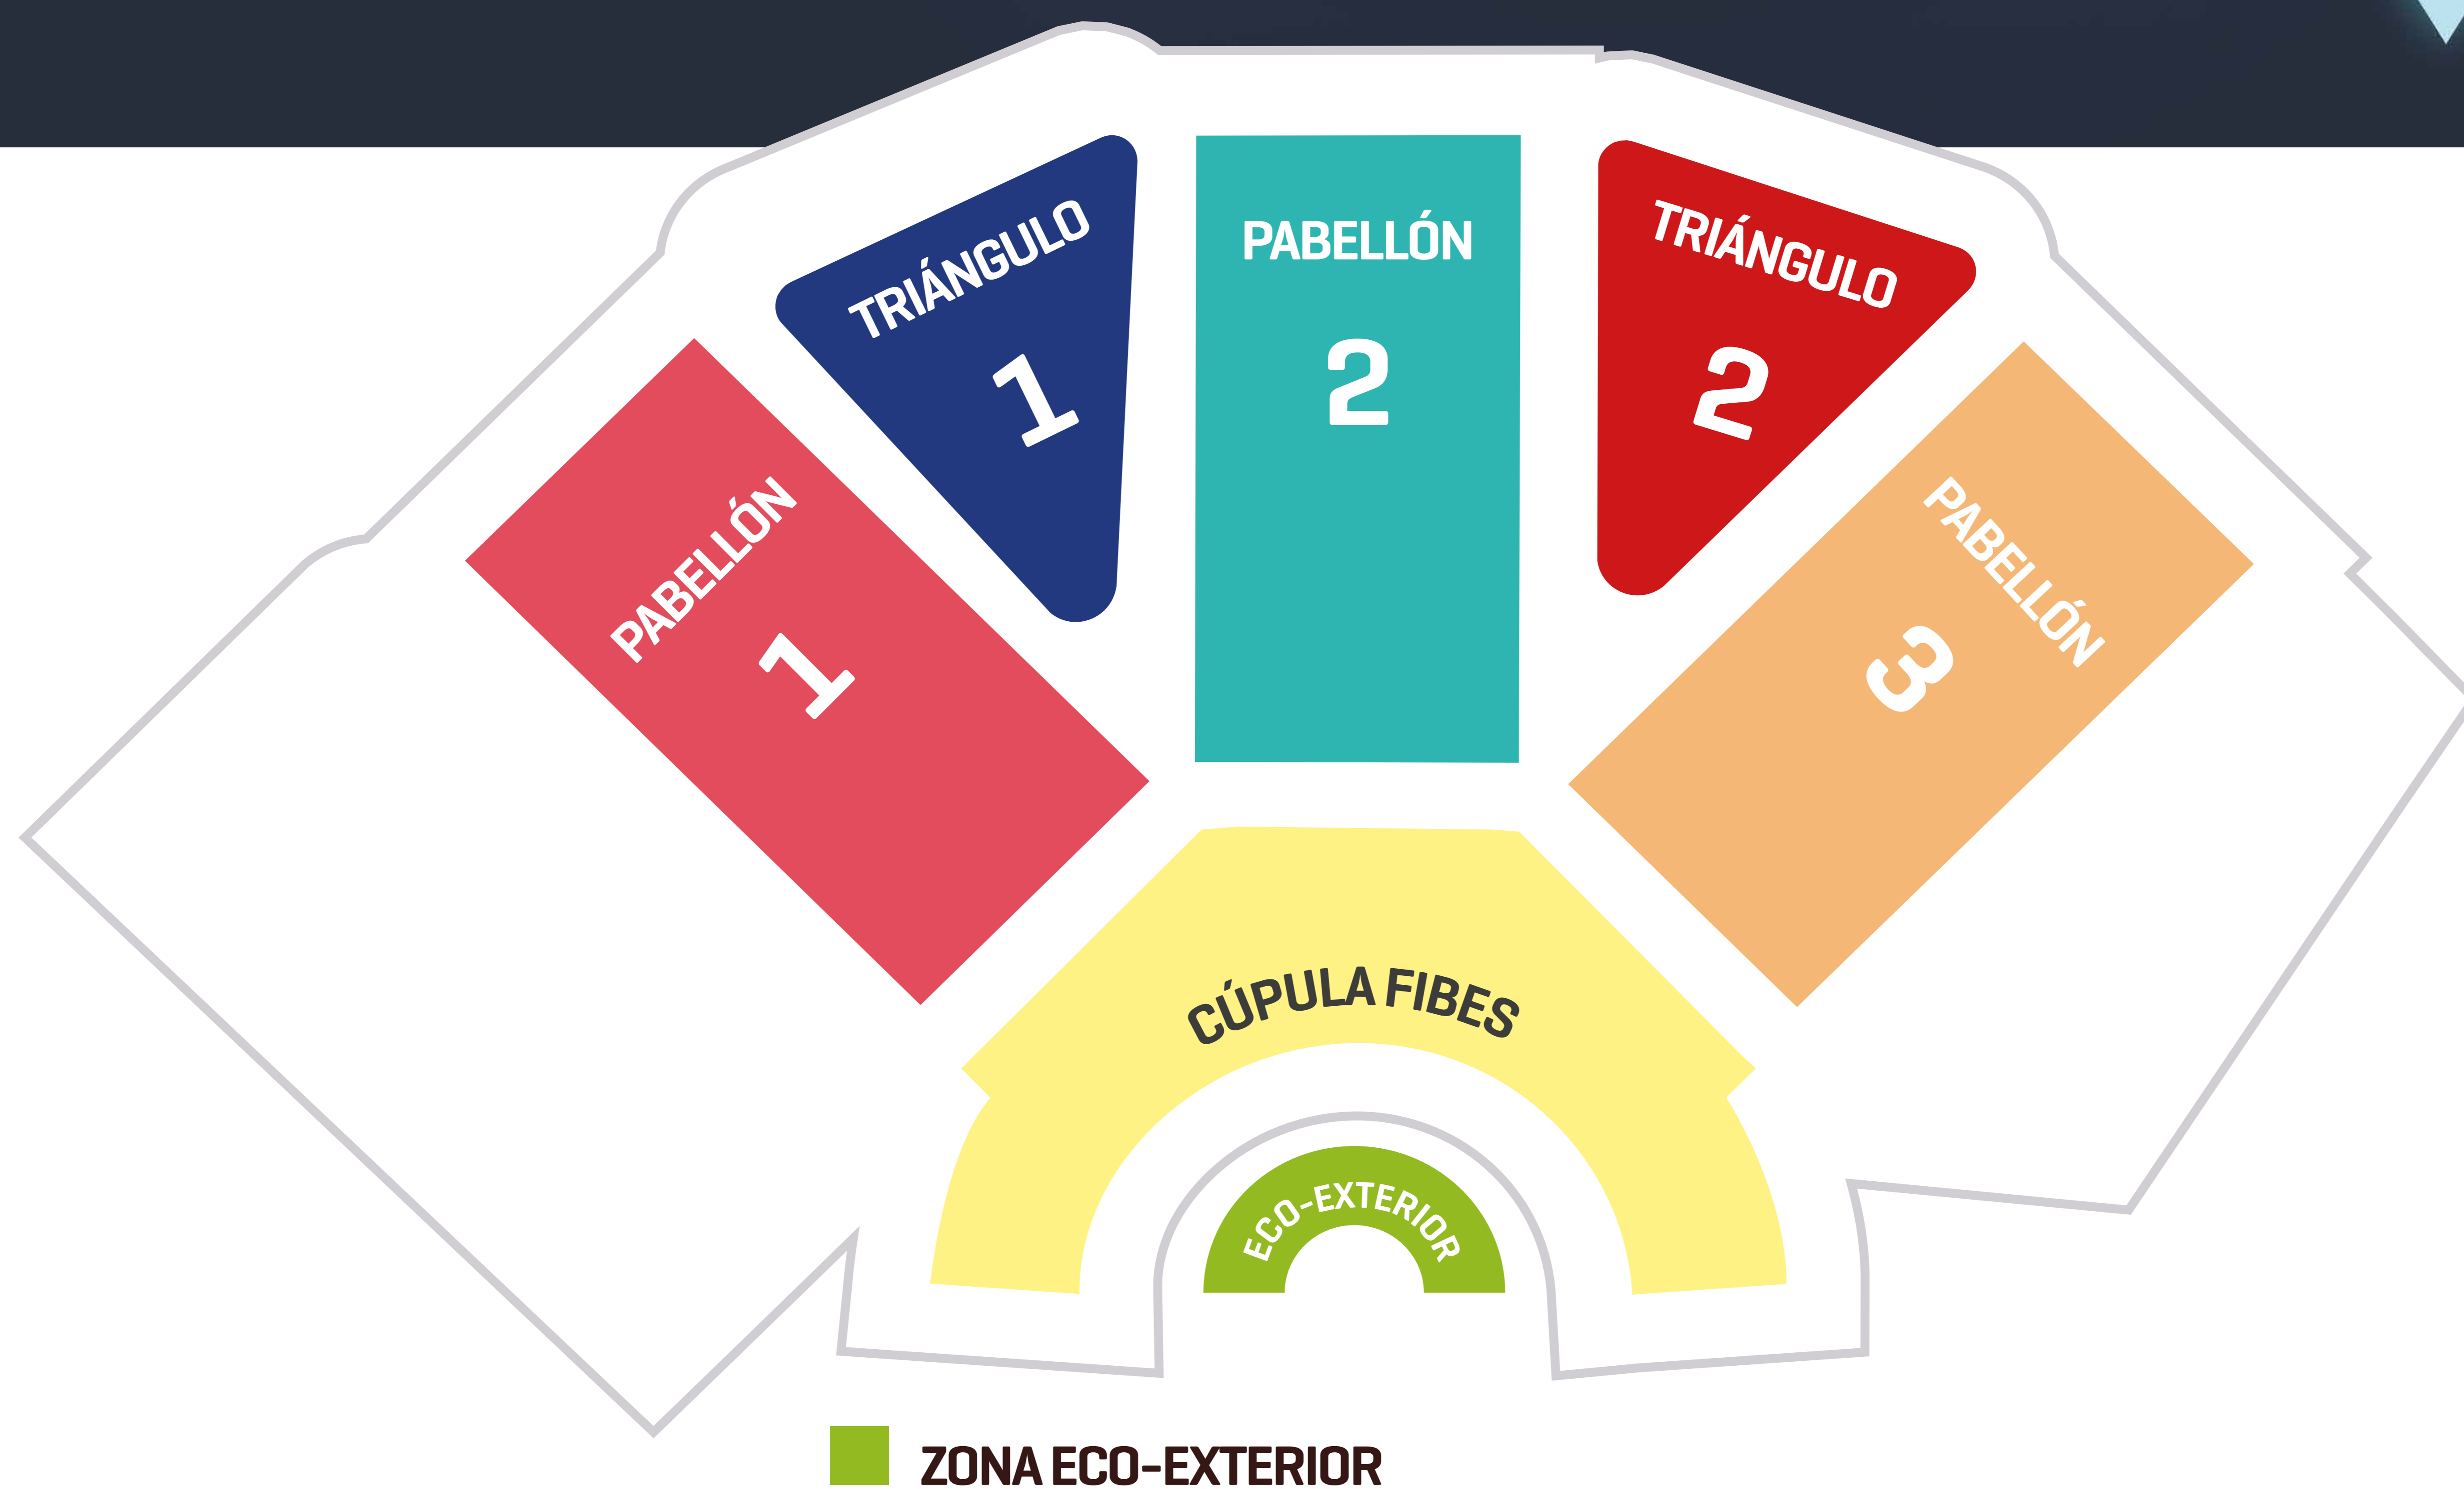 TRIÁNGULO
1
PABELLÓN
2
TRIÁNGULO
2
PABELLÓN
1
PABELLÓN
3
CÚPULA FIBES
ECO-EXTERIOR
ZONA ECO-EXTERIOR